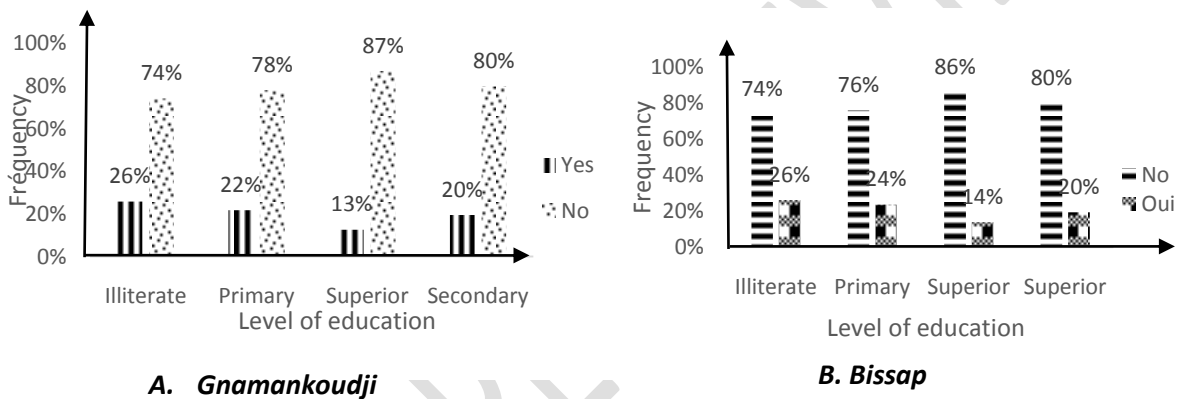 100%
80%
60%
40%
20%
0%
Fréquency
74%
78%
87%
80%
26%
22%
13%
20%
Yes
No
Illiterate Primary Superior Secondary
Level of education
A. Gnamankoudji
100%
80%
60%
40%
20%
0%
Frequency
74%
76%
86%
80%
26%
24%
14%
20%
No
Oui
Illiterate Primary Superior Superior
Level of education
B. Bissap